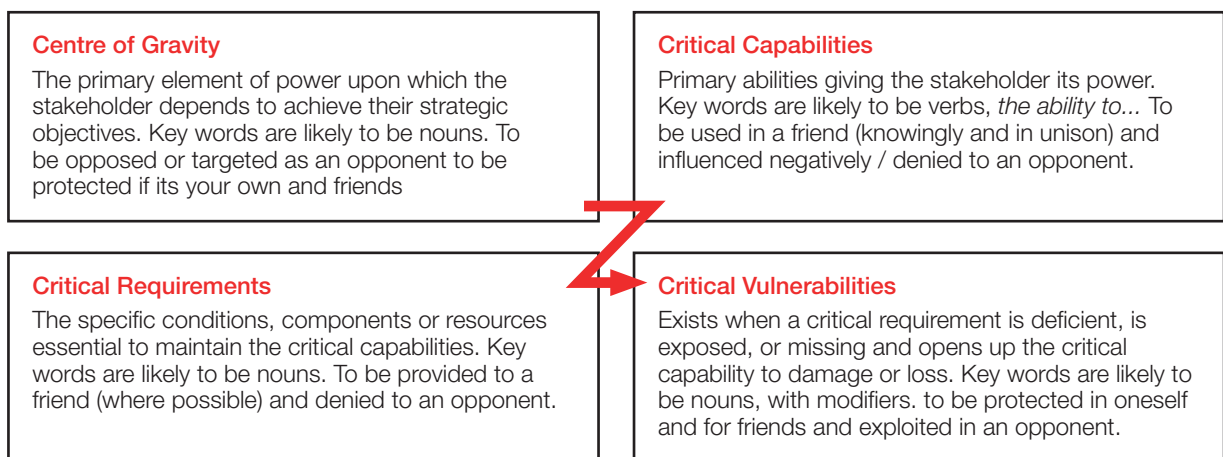 Centre of Gravity
The primary element of power upon which the
stakeholder depends to achieve their strategic
objectives. Key words are likely to be nouns. To
be opposed or targeted as an opponent to be
protected if its your own and friends
Critical Capabilities
Primary abilities giving the stakeholder its power.
Key words are likely to be verbs, the ability to... To
be used in a friend (knowingly and in unison) and
influenced negatively / denied to an opponent.
Critical Requirements
The specific conditions, components or resources
essential to maintain the critical capabilities. Key
words are likely to be nouns. To be provided to a
friend (where possible) and denied to an opponent.
Critical Vulnerabilities
Exists when a critical requirement is deficient, is
exposed, or missing and opens up the critical
capability to damage or loss. Key words are likely to
be nouns, with modifiers. to be protected in oneself
and for friends and exploited in an opponent.